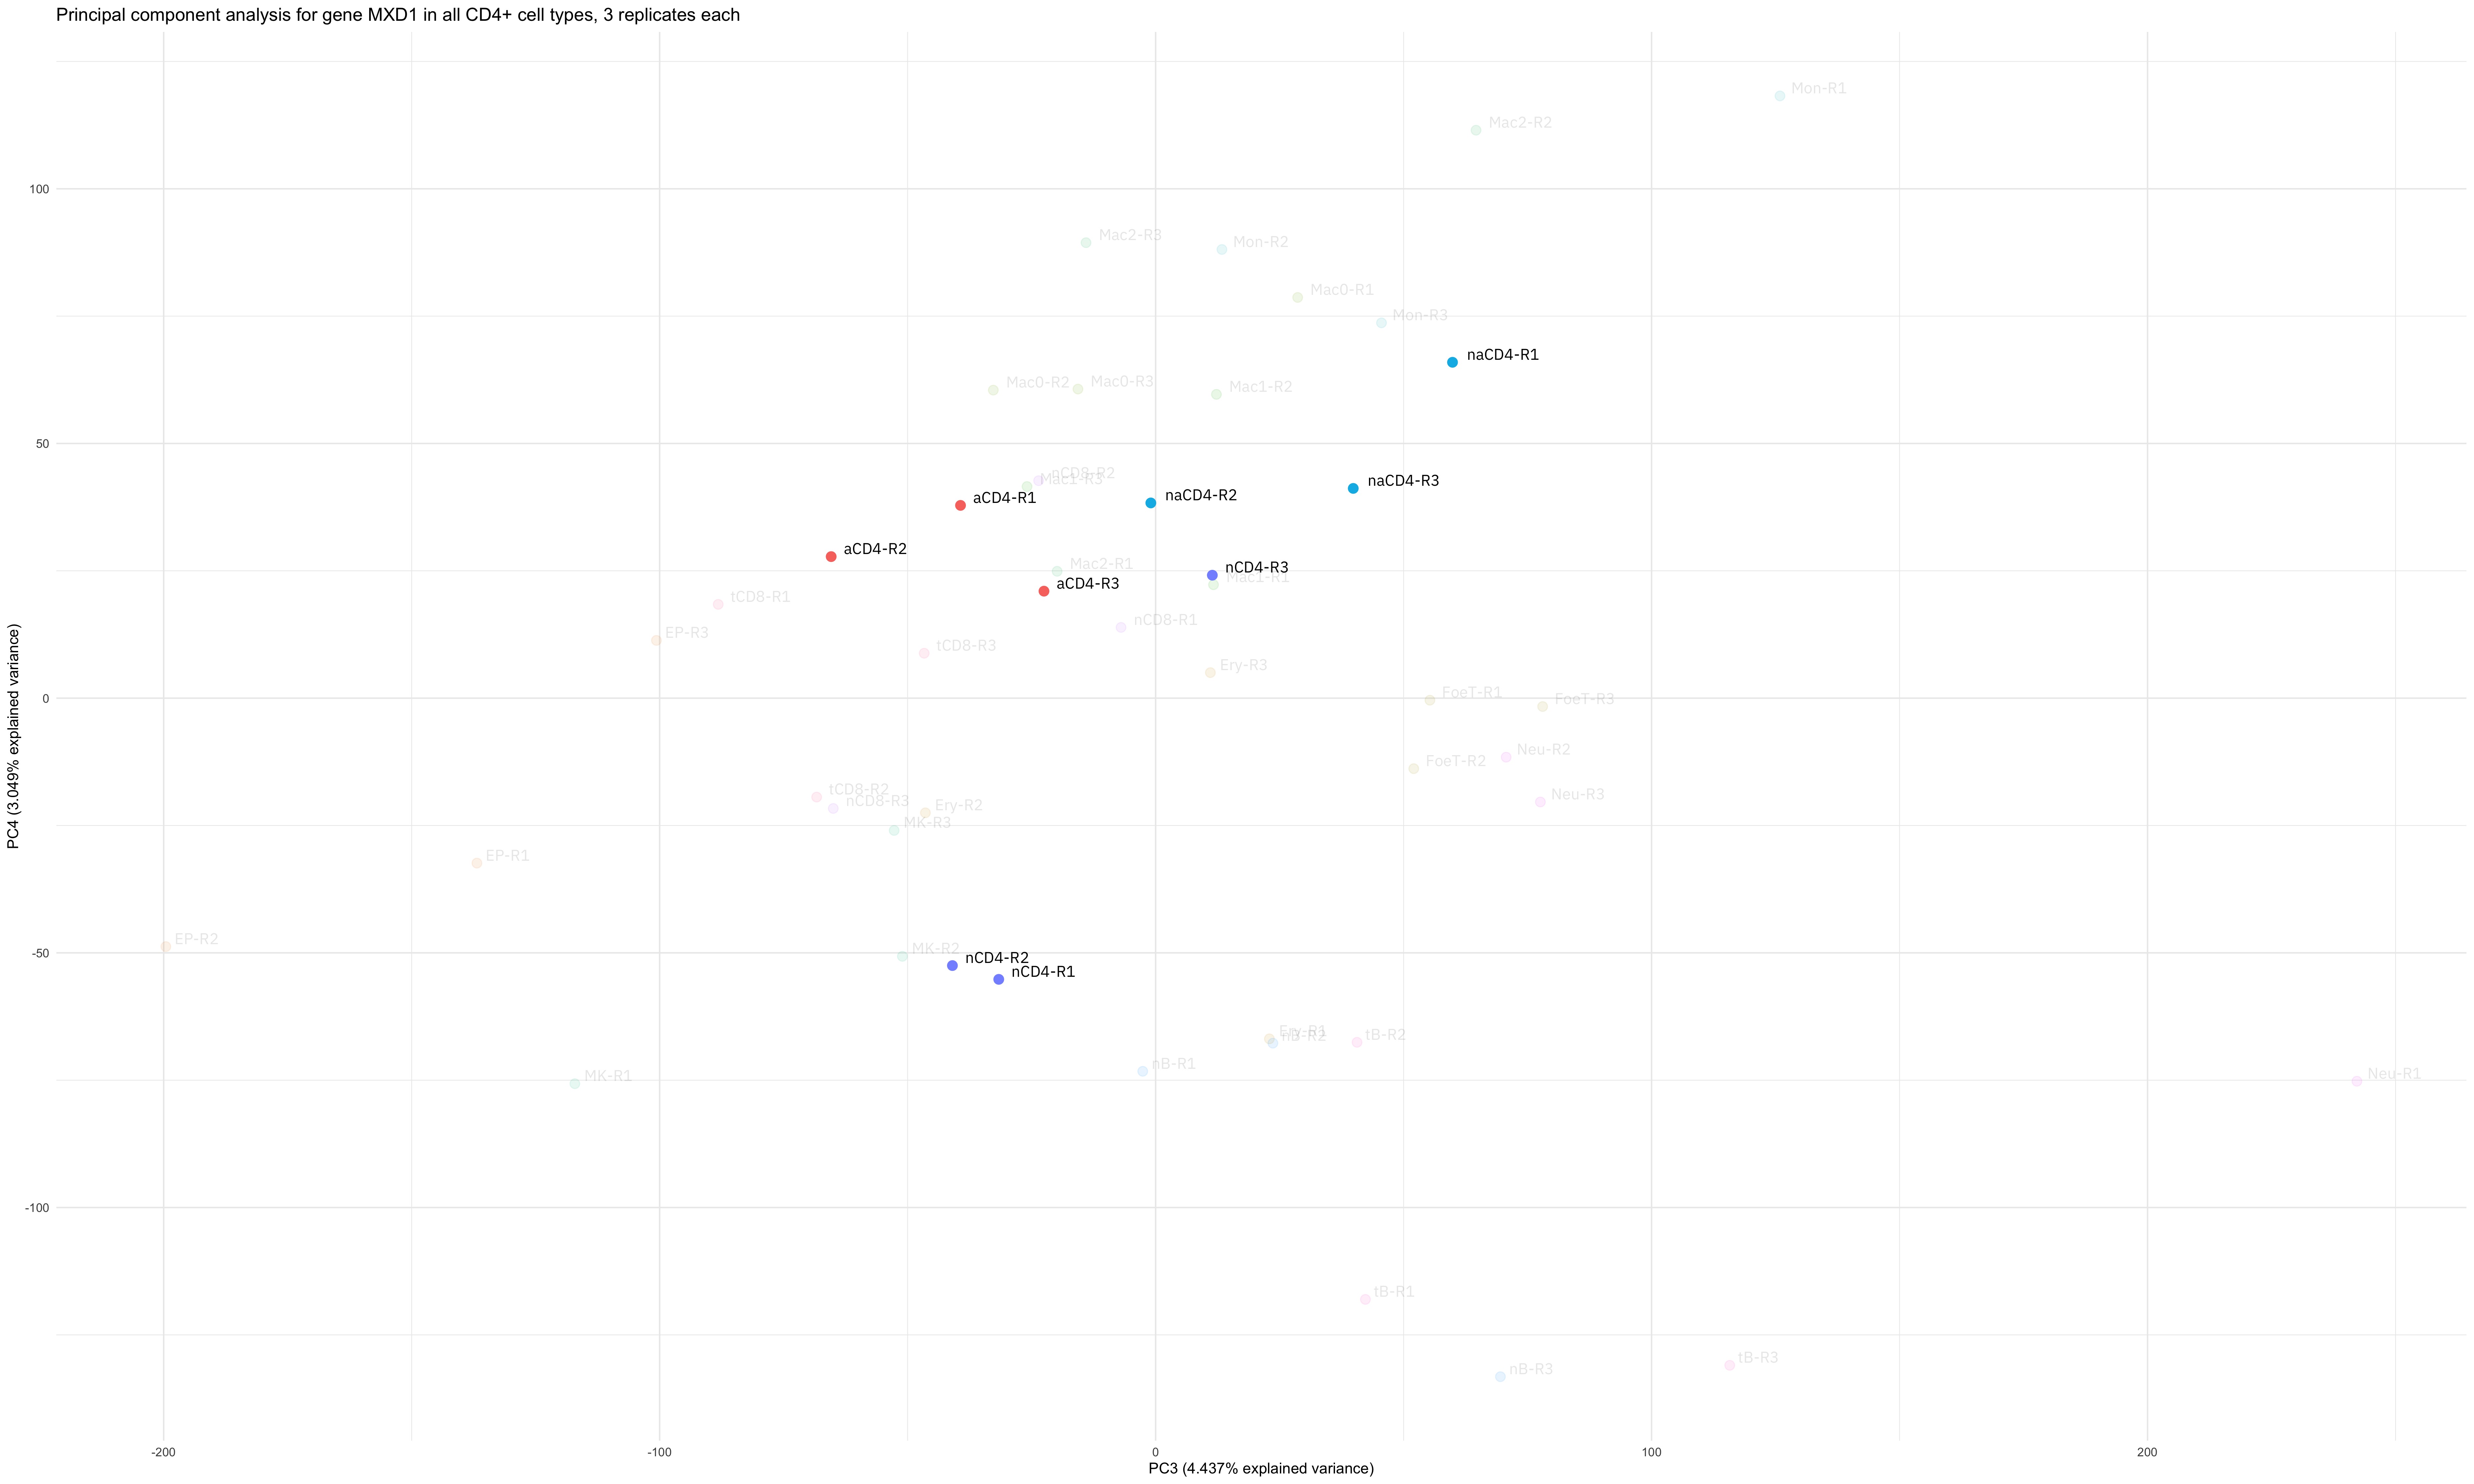 Principal component analysis for gene MXD1 in all CD4+ cell types, 3 replicates each
Mon-R1
Mac2-R2
100
Mac2-R3
Mon-R2
Mac0-R1
Mon-R3
naCD4-R1
Mac0-R2
Mac0-R3
Mac1-R2
50
nCD8-R2
Mac1-R3
naCD4-R3
aCD4-R1
naCD4-R2
aCD4-R2
Mac2-R1
nCD4-R3
Mac1-R1
aCD4-R3
tCD8-R1
nCD8-R1
EP-R3
tCD8-R3
Ery-R3
0
FoeT-R1
FoeT-R3
Neu-R2
FoeT-R2
tCD8-R2
nCD8-R3
Ery-R2
Neu-R3
MK-R3
PC4 (3.049% explained variance)
EP-R1
EP-R2
MK-R2
-50
nCD4-R2
nCD4-R1
Ery-R1
nB-R2
tB-R2
nB-R1
MK-R1
Neu-R1
-100
tB-R1
tB-R3
nB-R3
-200
-100
0
100
200
PC3 (4.437% explained variance)